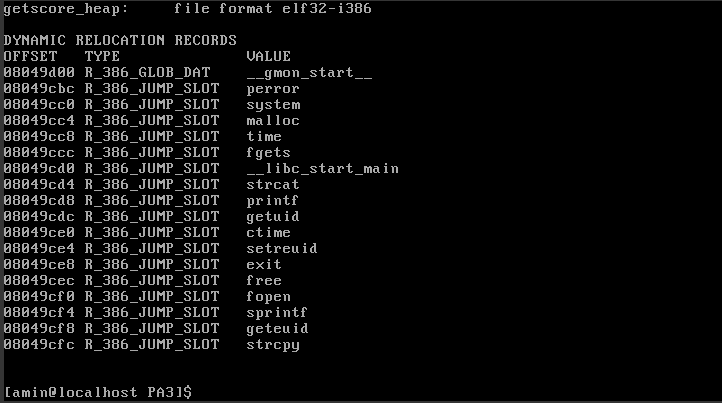 getscore_heap:     file format elf32-i386
DYNAMIC RELOCATION RECORDS
OFFSET   TYPE              VALUE
08049d00 R_386_GLOB_DAT    __gmon_start__
08049cbc R_386_JUMP_SLOT   perror
08049cc0 R_386_JUMP_SLOT   system
08049cc4 R_386_JUMP_SLOT   malloc
08049cc8 R_386_JUMP_SLOT   time
08049ccc R_386_JUMP_SLOT   fgets
08049cd0 R_386_JUMP_SLOT   __libc_start_main
08049cd4 R_386_JUMP_SLOT   strcat
08049cd8 R_386_JUMP_SLOT   printf
08049cdc R_386_JUMP_SLOT   getuid
08049ce0 R_386_JUMP_SLOT   ctime
08049ce4 R_386_JUMP_SLOT   setreuid
08049ce8 R_386_JUMP_SLOT   exit
08049cec R_386_JUMP_SLOT   free
08049cf0 R_386_JUMP_SLOT   fopen
08049cf4 R_386_JUMP_SLOT   sprintf
08049cf8 R_386_JUMP_SLOT   geteuid
08049cfc R_386_JUMP_SLOT   strcpy
[amin@localhost PA3]$